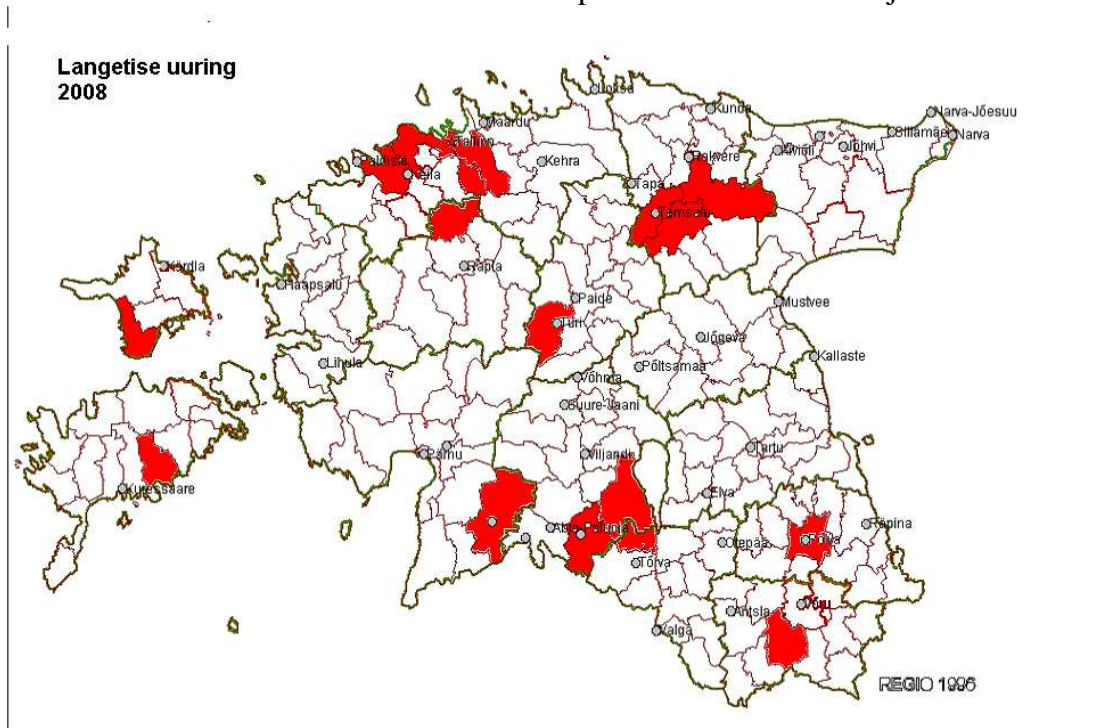 Langetise uuring
2008
Loksa
Kunda
Narva-Jõesuu
Maardu
Sillamäe
Narva
Tallinn
Jõhvi
Rakvere
Paldiski
Kehra
Keila
Tapa
Tamsalu
Kärdla
Rapla
Haapsalu
Paide
Mustvee
Türi
Jõgeva
Kallaste
Lihula
Põltsamaa
Võhma
Suure-Jaani
Tartu
Pärnu
Viljandi
Kuressaare
Elva
Räpina
Abja-Paluoja
Otepää
Põlva
Tõrva
Antsla
Võru
Valga
REGIO 1996